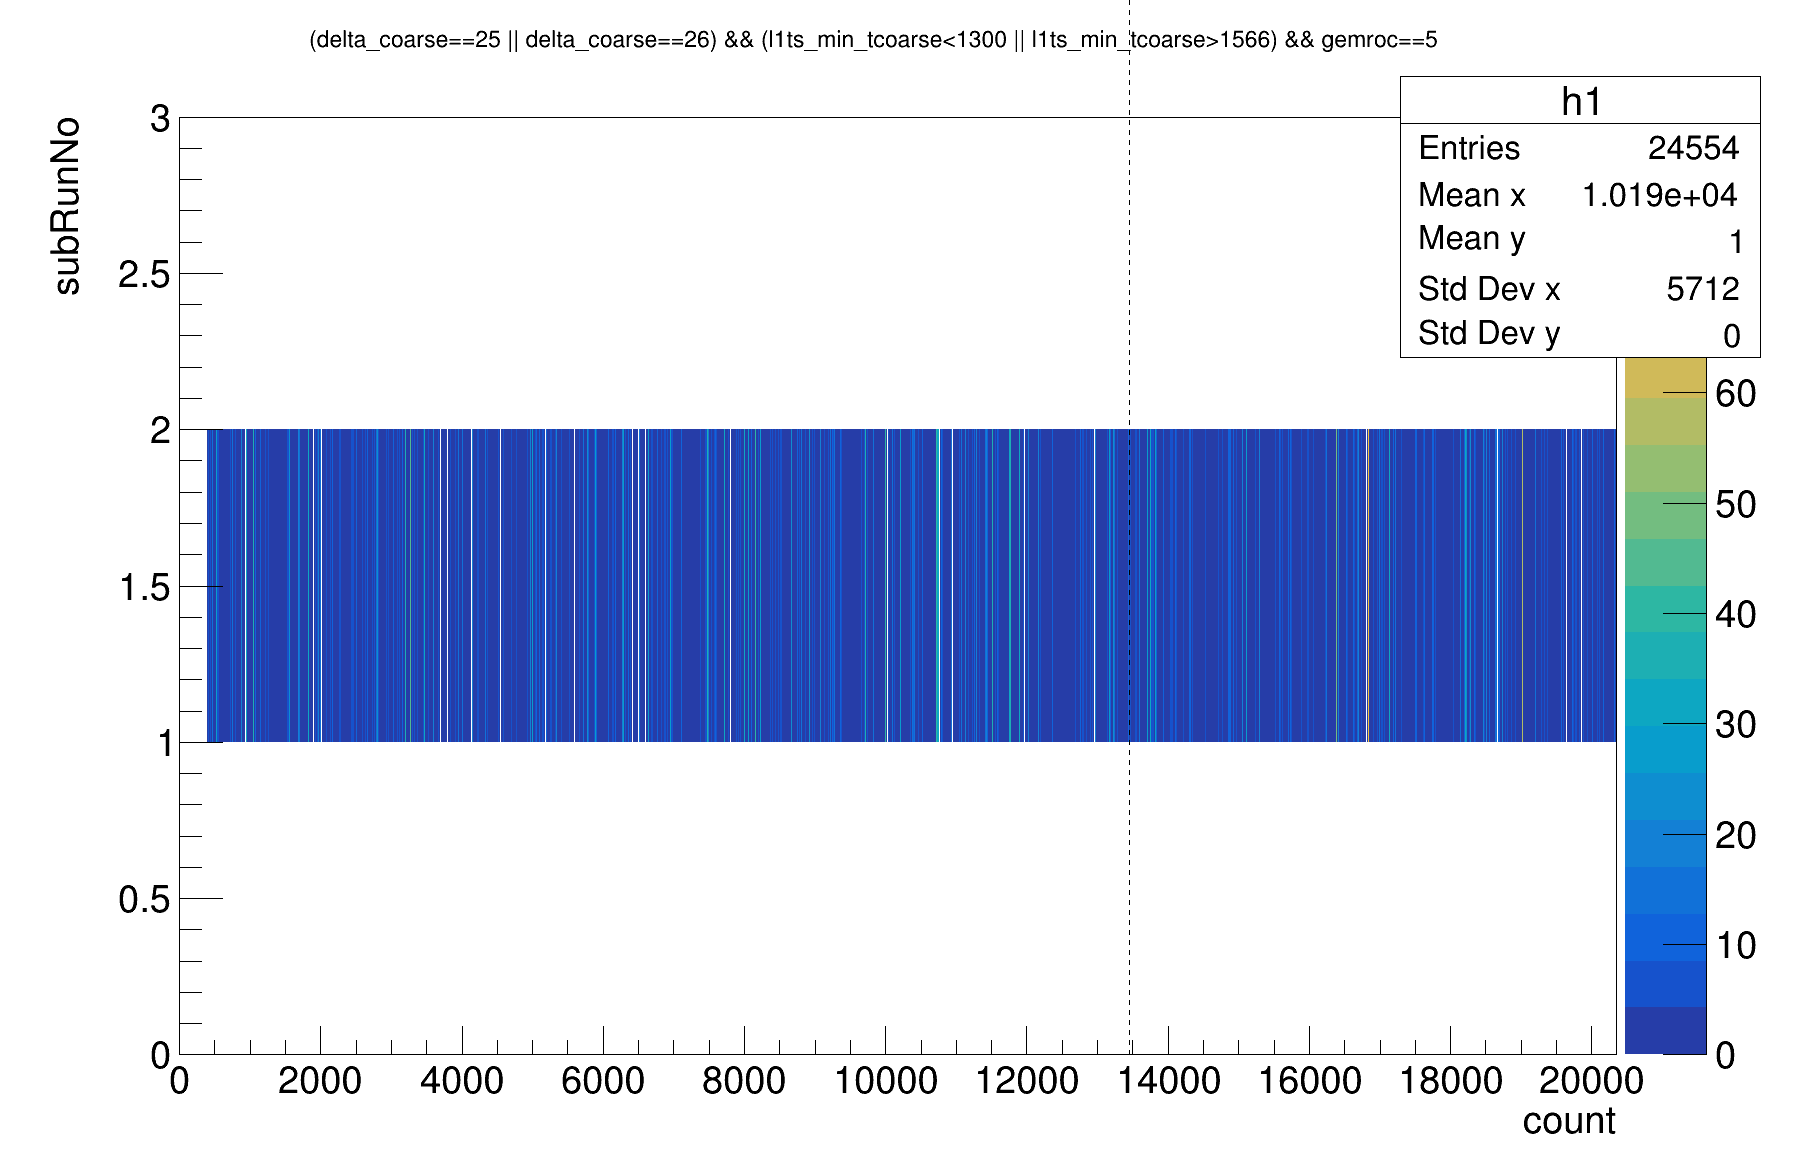 (delta_coarse==25 || delta_coarse==26) && (l1ts_min_tcoarse<1300 || l1ts_min_tcoarse>1566) && gemroc==5
h1
Entries 24554
Mean x 1.019e+04
Mean y 1
Std Dev x 5712
Std Dev y 0
subRunNo
3
2.5
2
1.5
1
0.5
0
60
50
40
30
20
10
0
0 2000 4000 6000 8000 10000 12000 14000 16000 18000 20000
count